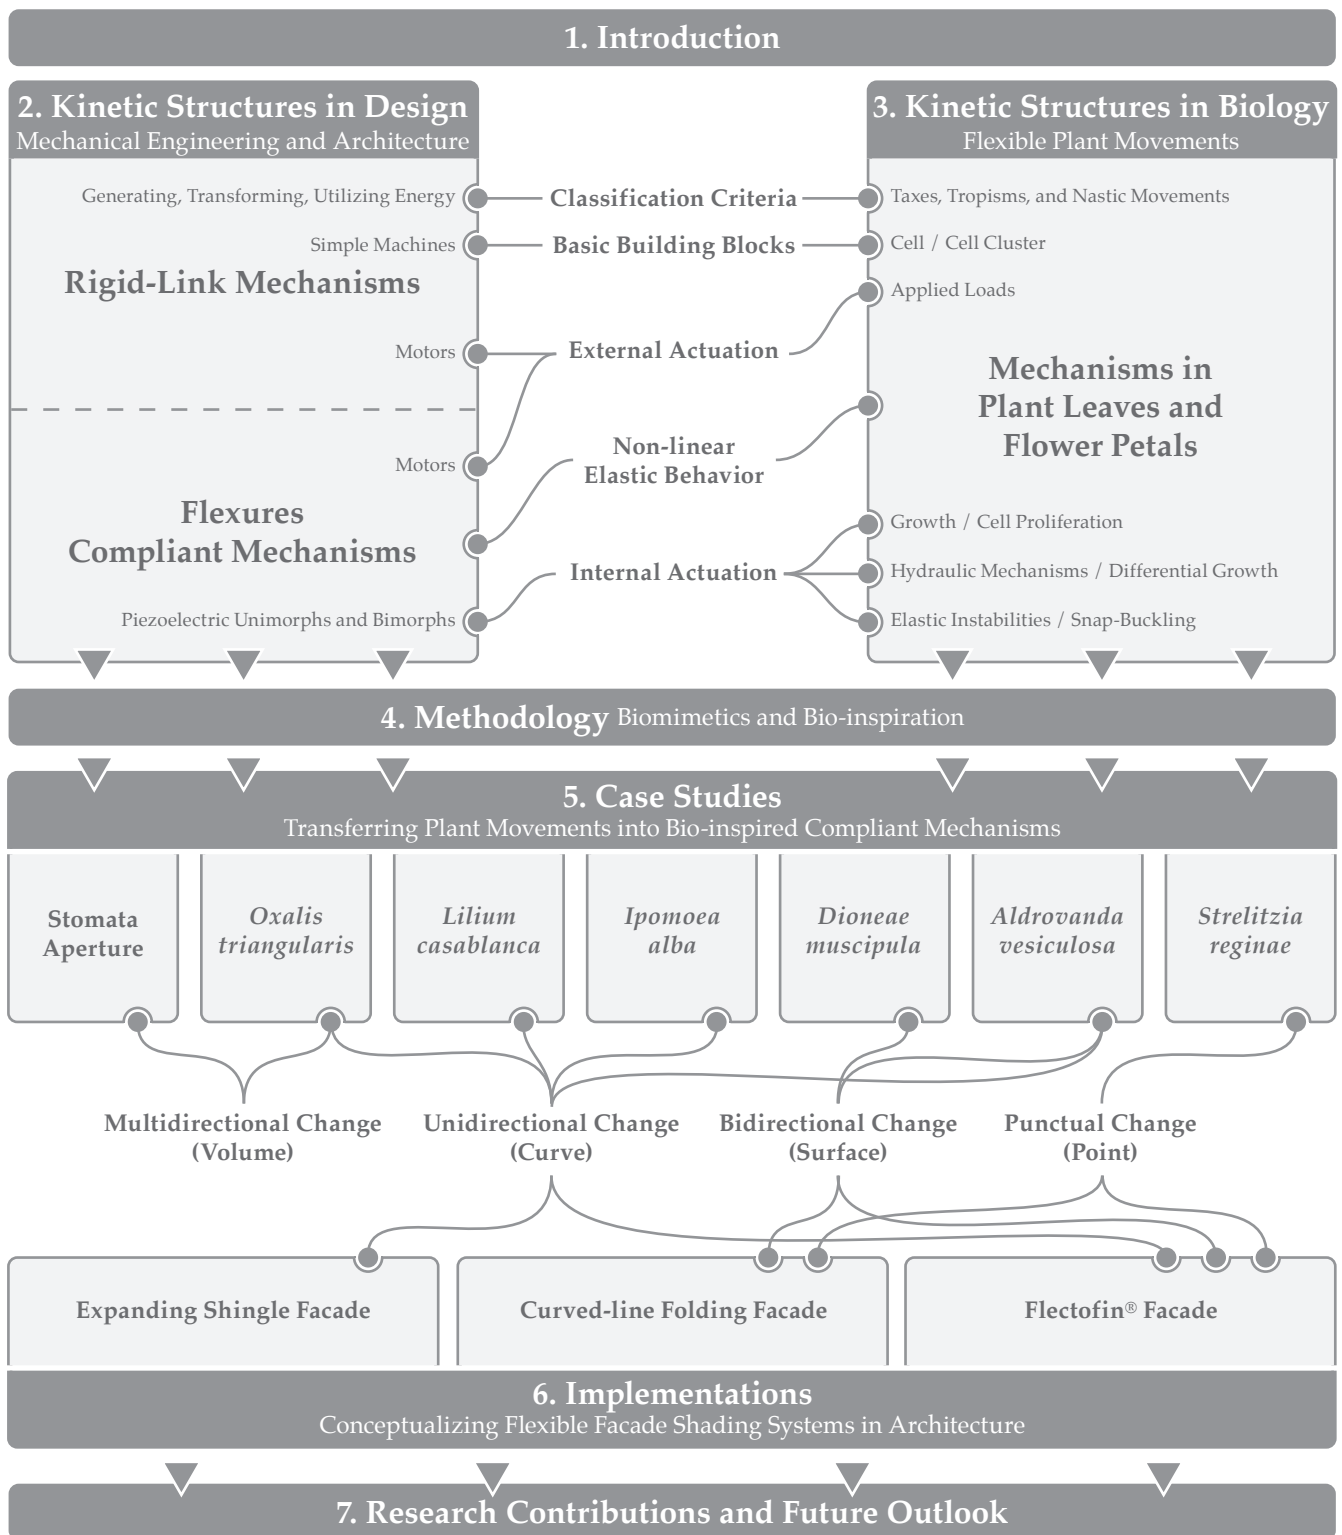 1. Introduction
2. Kinetic Structures in Design
Mechanical Engineering and Architecture
3. Kinetic Structures in Biology
Flexible Plant Movements
Generating, Transforming, Utilizing Energy
Classification Criteria
Taxes, Tropisms, and Nastic Movements
Simple Machines
Basic Building Blocks
Cell / Cell Cluster
Rigid-Link Mechanisms
Applied Loads
Motors
External Actuation
Mechanisms in
Plant Leaves and
Flower Petals
Motors
Non-linear
Elastic Behavior
Flexures
Compliant Mechanisms
Growth / Cell Proliferation
Internal Actuation
Hydraulic Mechanisms / Differential Growth
Piezoelectric Unimorphs and Bimorphs
Elastic Instabilities / Snap-Buckling
4. Methodology Biomimetics and Bio-inspiration
5. Case Studies
Transferring Plant Movements into Bio-inspired Compliant Mechanisms
Stomata
Aperture
Oxalis
triangularis
Lilium
casablanca
Ipomoea
alba
Dioneae
muscipula
Aldrovanda
vesiculosa
Strelitzia
reginae
Multidirectional Change
(Volume)
Unidirectional Change
(Curve)
Bidirectional Change
(Surface)
Punctual Change
(Point)
Expanding Shingle Facade
Curved-line Folding Facade
Flectofin® Facade
6. Implementations
Conceptualizing Flexible Facade Shading Systems in Architecture
7. Research Contributions and Future Outlook